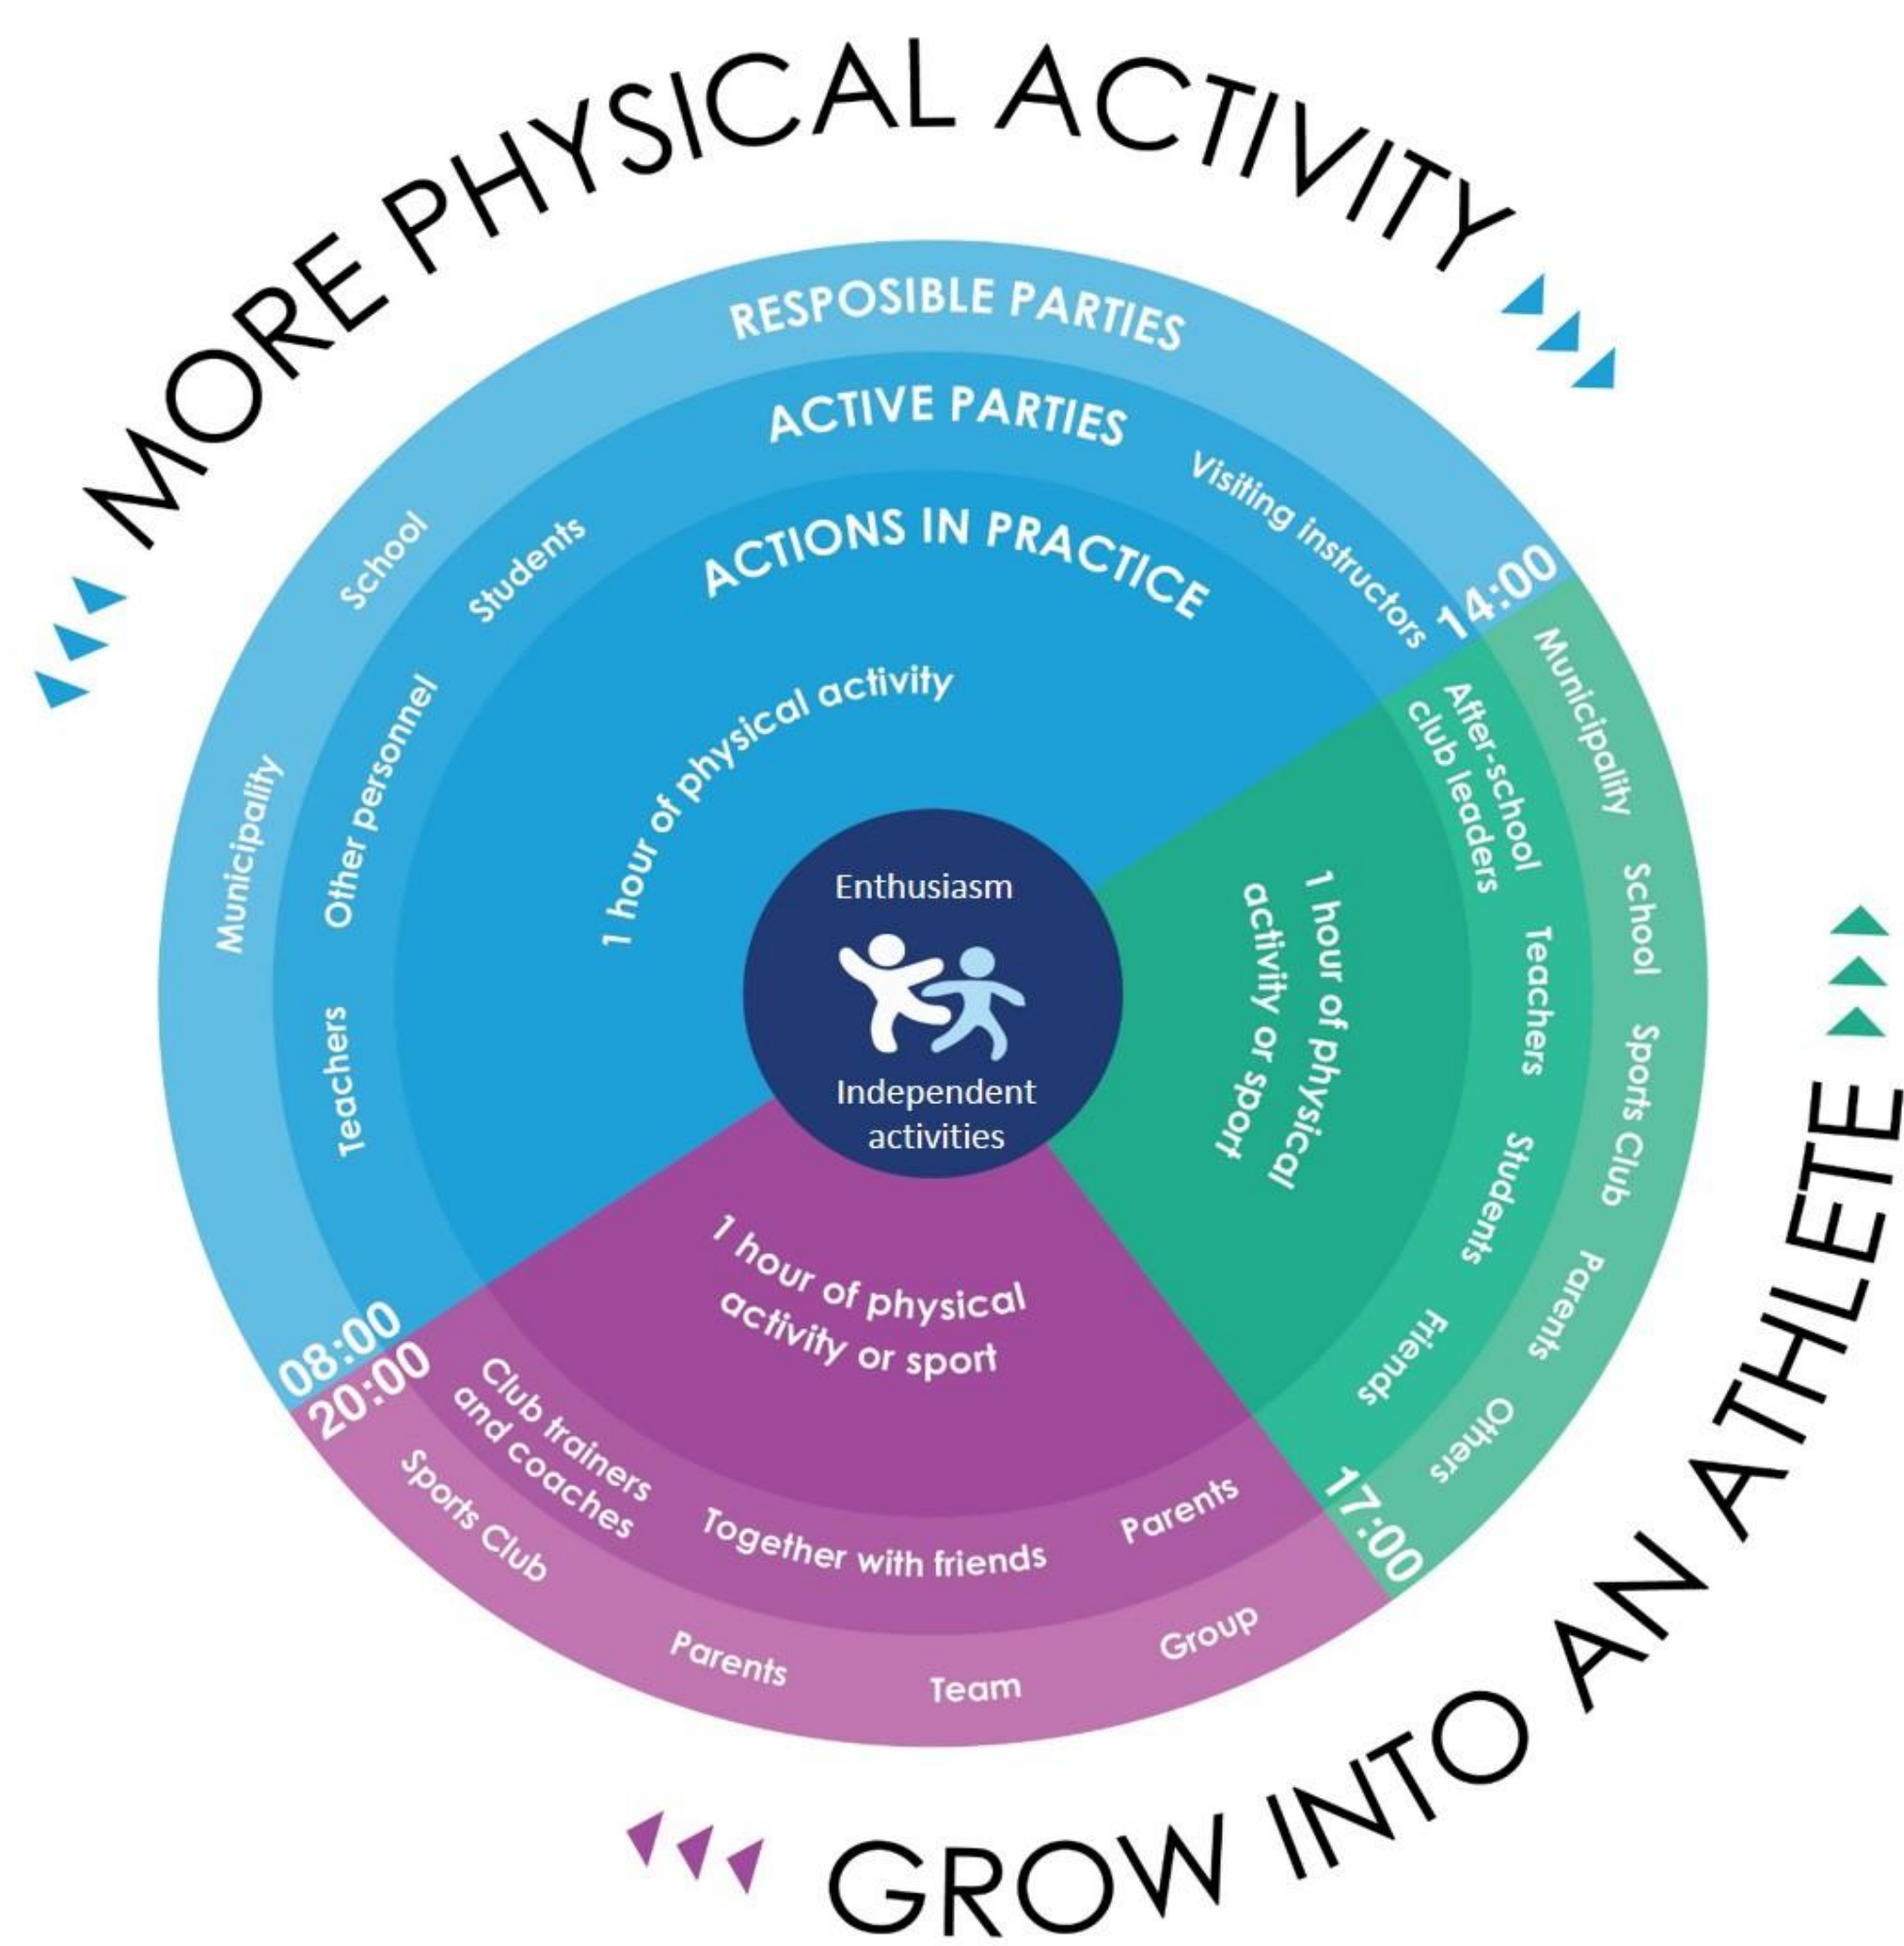 MORE PHYSICAL ACTIVITY
RESPOSIBLE PARTIES
Municipality
School
ACTIVE PARTIES
Teachers
Other personnel
Students
Visiting instructors
ACTIONS IN PRACTICE
1 hour of physical activity
08:00
14:00
Municipality
School
Sports Club
Parents
Others
After-school
club leaders
Teachers
Students
Friends
1 hour of physical
activity or sport
17:00
Enthusiasm
Independent
activities
1 hour of physical
activity or sport
20:00
Club trainers
and coaches
Together with friends
Parents
Sports Club
Parents
Team
Group
GROW INTO AN ATHLETE